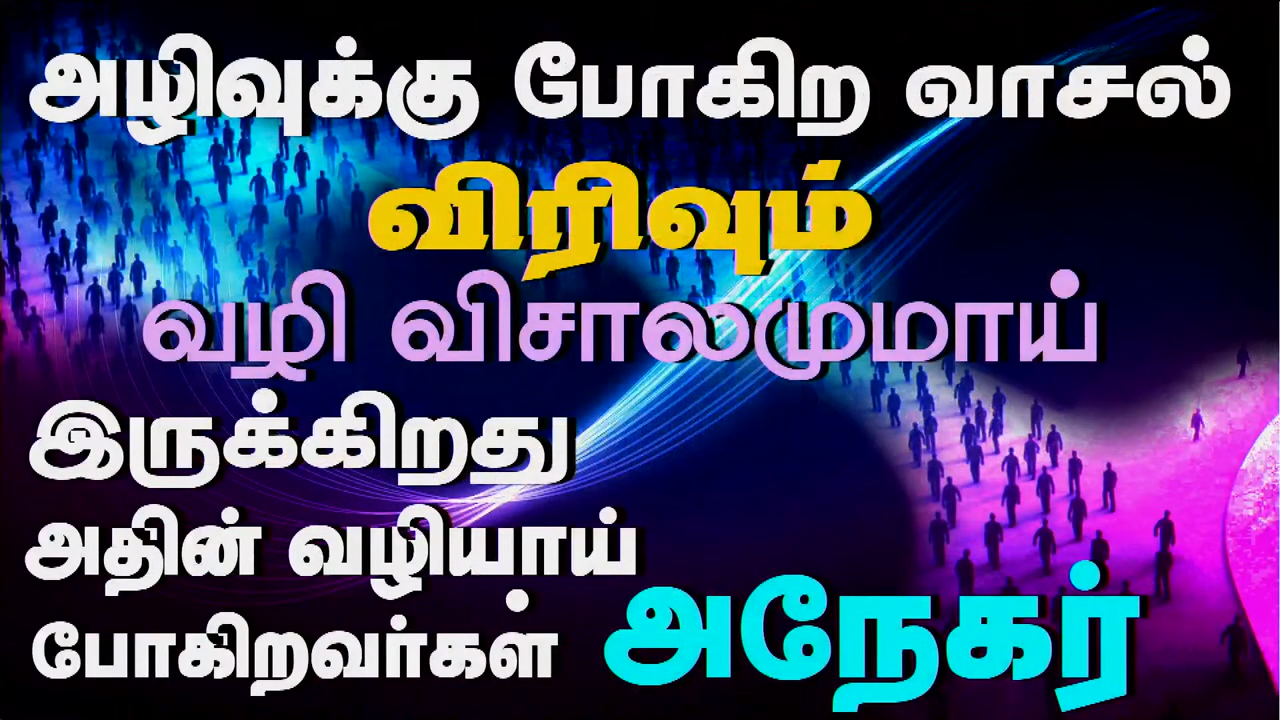 அழிவுக்கு போகிற வாசல்
விரிவும்
வழி விசாலமுமாய்
இருக்கிறது
அதின் வழியாய்
போகிறவர்கள் அநேகர்